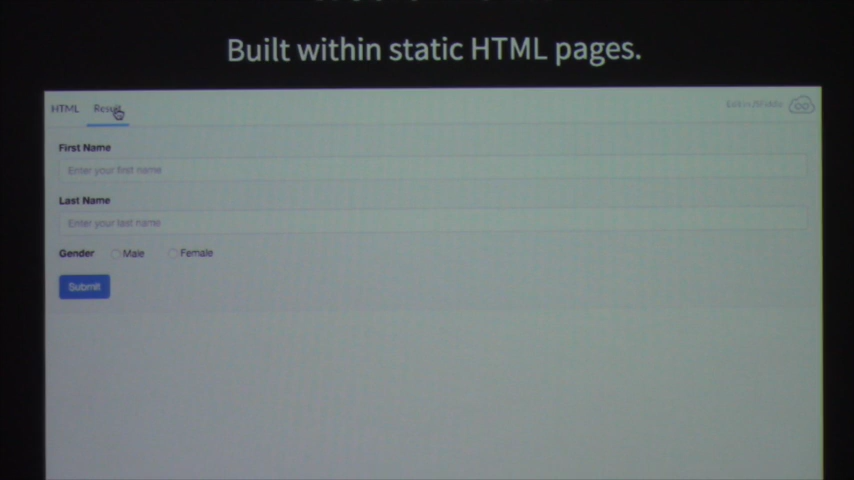 Built within static HTML pages.
HTML Result
First Name
Enter your first name
Last Name
Enter your last name
Gender Male Female
Submit